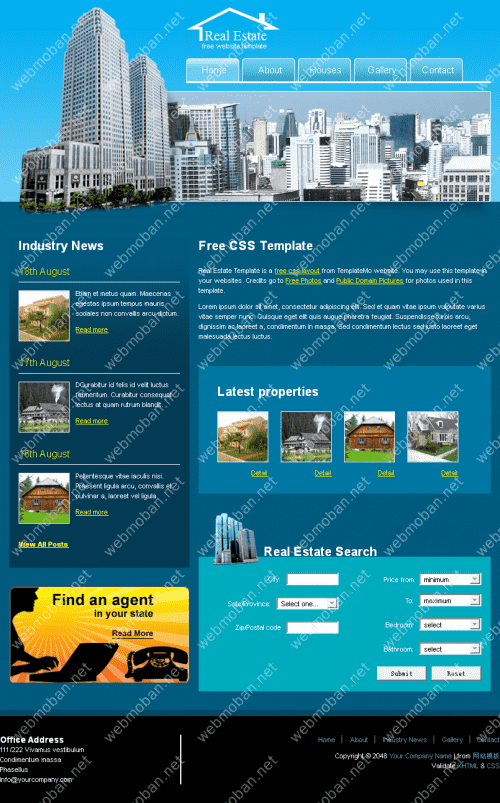 Real Estate
free website template
Home
About
Houses
Gallery
Contact
Industry News
18th August
Etiam et metus quam. Maecenas
egestas ipsum tempus mauris
sodales non convallis arcu dictum.
Read more
17th August
DCurabitur id felis id velit luctus
fermentum. Curabitur consequat
lectus at quam rutrum blandit.
Read more
16th August
Pellentesque vitae iaculis nisi.
Praesent ligula arcu, convallis et
pulvinar a, laoreet vel ligula.
Read more
View All Posts
Find an agent
in your state
Read More
Free CSS Template
Real Estate Template is a free css layout from TemplateMo website. You may use this template in
your websites. Credits go to Free Photos and Public Domain Pictures for photos used in this
template.
Lorem ipsum dolor sit amet, consectetur adipiscing elit. Sed et quam vitae ipsum vulputate varius
vitae semper nunc. Quisque eget elit quis augue pharetra feugiat. Suspendisse turpis arcu,
dignissim ac laoreet a, condimentum in massa. Sed condimentum lectus sed justo laoreet eget
malesuada lectus luctus.
Latest properties
Detail
Detail
Detail
Detail
Real Estate Search
City
State/Province
Select one...
Zip/Postal code
Price from
minimum
To
maximum
Bedroom
select
Bathroom
select
Submit
Reset
Office Address
111/222 Vivamus vestibulum
Condimentum massa
Phasellus
info@yourcompany.com
Home | About | Industry News | Gallery | Contact
Copyright © 2048 Your Company Name | from 网站模板
Validate XHTML & CSS
webmoban.net